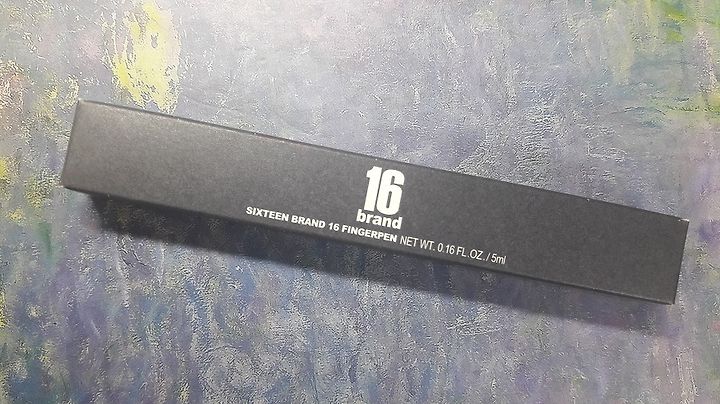 16
brand
SIXTEEN BRAND 16 FINGERPEN NET WT. 0.16 FL.OZ./ 5ml